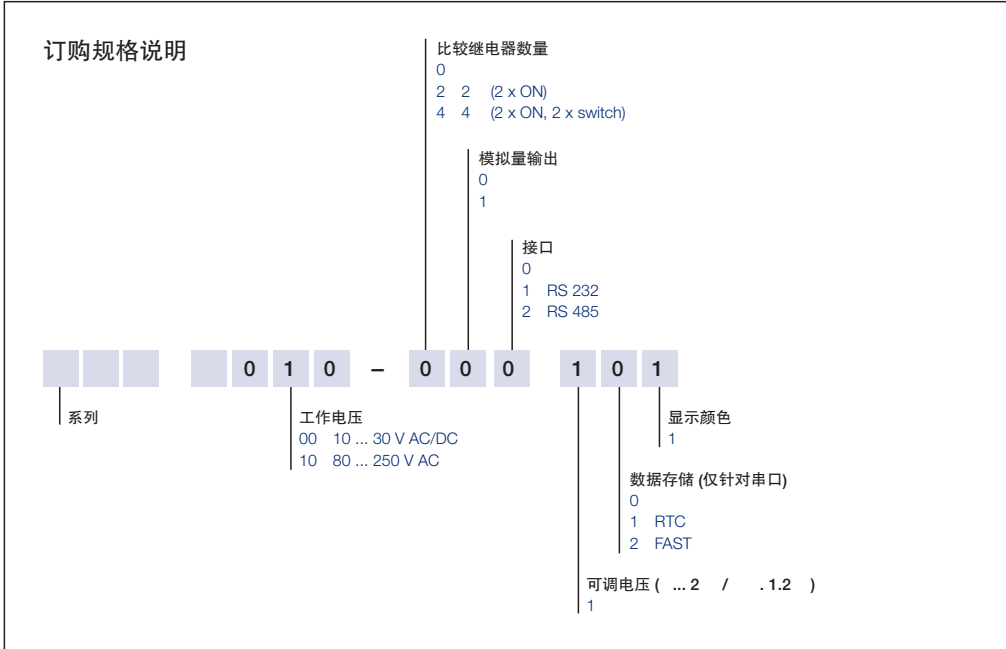 订购规格说明
比较继电器数量
0
2 2 (2 x ON)
4 4 (2 x ON, 2 x switch)
模拟量输出
0
1
接口
0
1 RS 232
2 RS 485
0 1 0 – 0 0 0 1 0 1
系列
工作电压
00 10 ... 30 V AC/DC
10 80 ... 250 V AC
显示颜色
1
数据存储 (仅针对串口)
0
1 RTC
2 FAST
可调电压 ( ... 2 / . 1.2 )
1